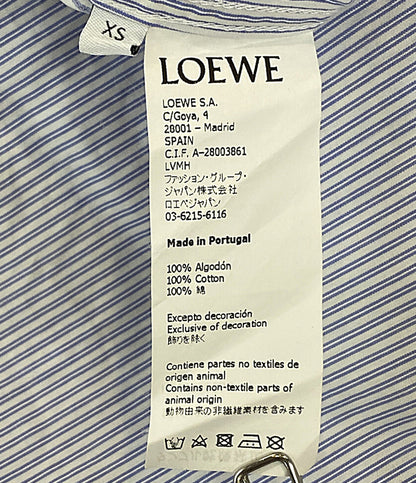 XS
LOEWE
LOEWE S.A.
C/Goya, 4
28001 – Madrid
SPAIN
C.I.F. A-28003861
LVMH
ファッション・グループ・
ジャパン株式会社
ロエベジャパン
03-6215-6116
Made in Portugal
100% Algodón
100% Cotton
100% 綿
Excepto decoración
Exclusive of decoration
飾りを除く
Contiene partes no textiles de
origen animal
Contains non-textile parts of
animal origin
動物由来の非繊維素材を含みます